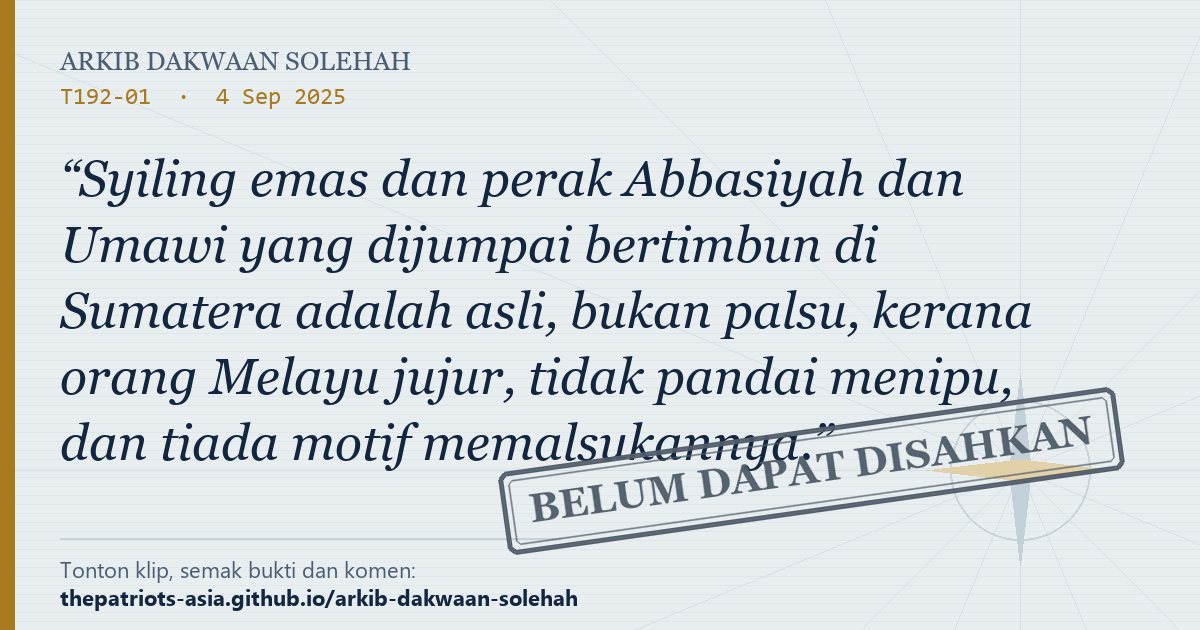 ARKIB DAKWAAN SOLEHAH
T192-01 · 4 Sep 2025
“Syiling emas dan perak Abbasiyah dan
Umawi yang dijumpai bertimbun di
Sumatera adalah asli, bukan palsu, kerana
orang Melayu jujur, tidak pandai menipu,
dan tiada motif memalsukannya.”
BELUM DAPAT DISAHKAN
Tonton klip, semak bukti dan komen:
thepatriots-asia.github.io/arkib-dakwaan-solehah